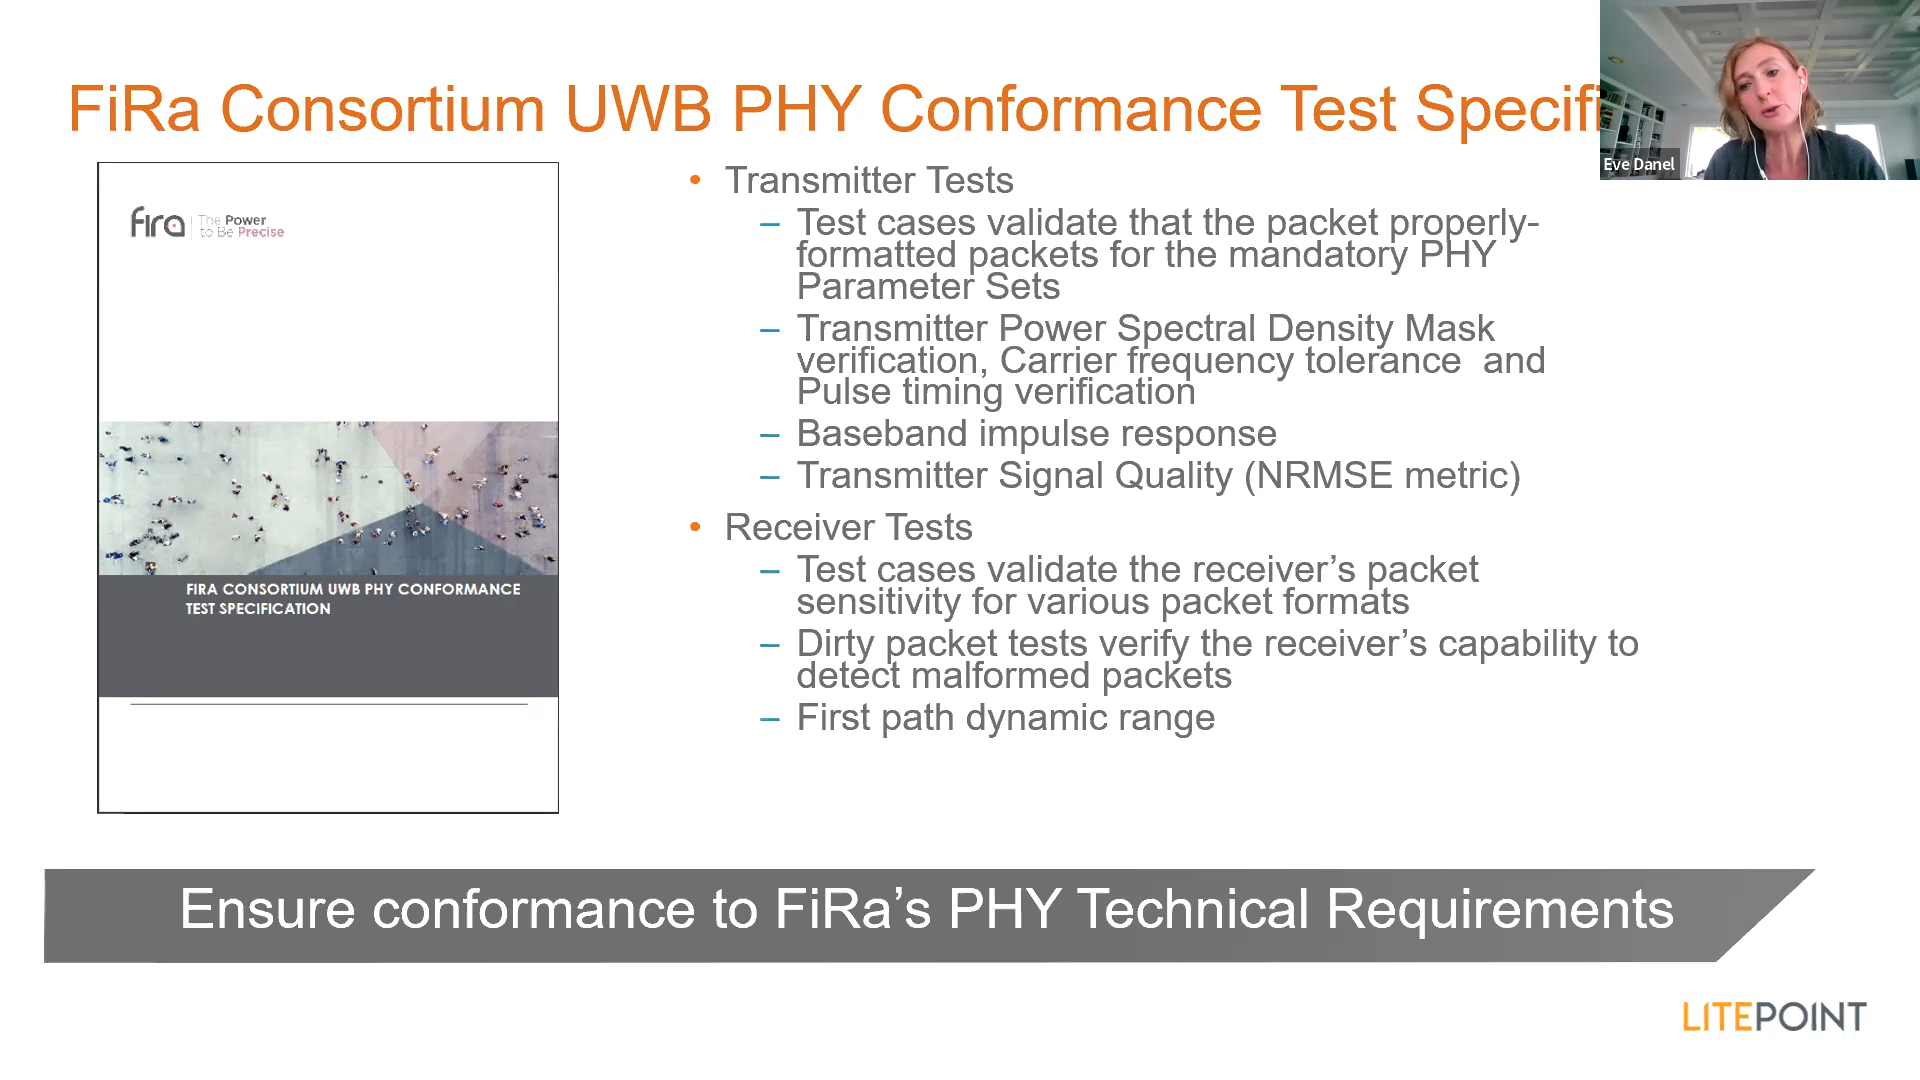 FiRa Consortium UWB PHY Conformance Test Specifi
Eve Danel
fira The Power
to Be Precise
FIRA CONSORTIUM UWB PHY CONFORMANCE
TEST SPECIFICATION
• Transmitter Tests
– Test cases validate that the packet properly-
formatted packets for the mandatory PHY
Parameter Sets
– Transmitter Power Spectral Density Mask
verification, Carrier frequency tolerance and
Pulse timing verification
– Baseband impulse response
– Transmitter Signal Quality (NRMSE metric)
• Receiver Tests
– Test cases validate the receiver’s packet
sensitivity for various packet formats
– Dirty packet tests verify the receiver’s capability to
detect malformed packets
– First path dynamic range
Ensure conformance to FiRa’s PHY Technical Requirements
LITEPOINT